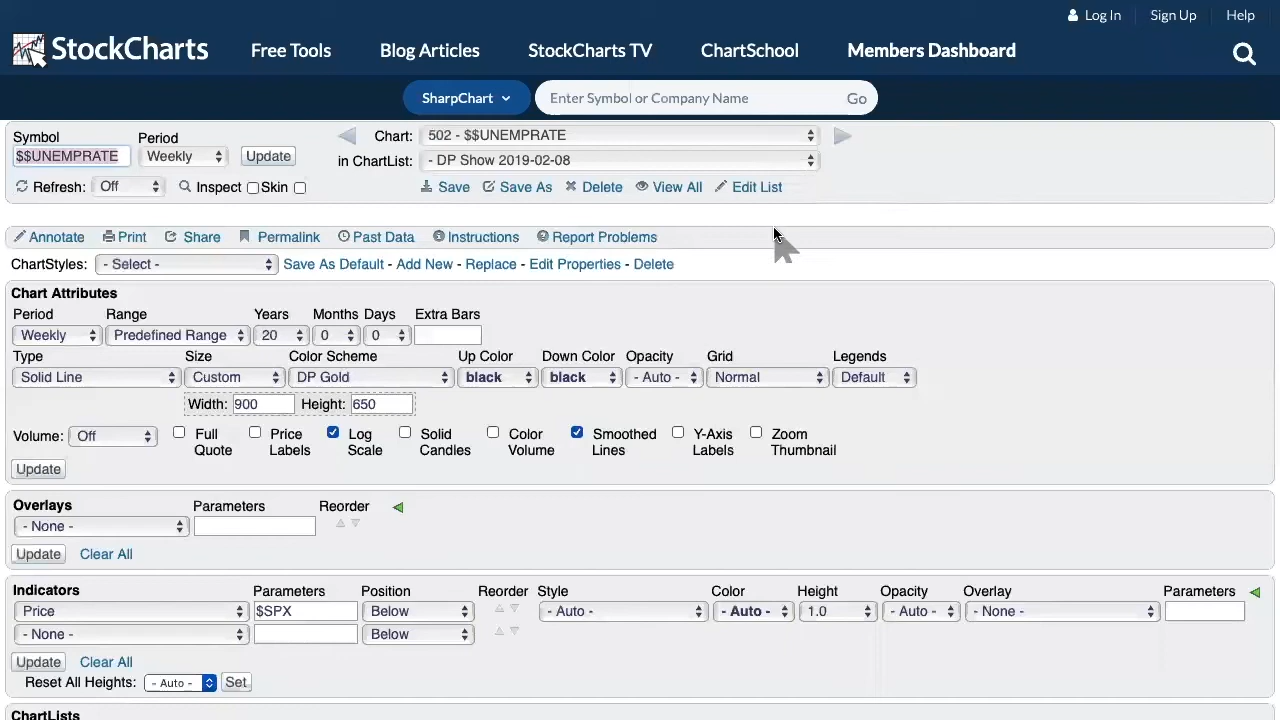 Log In Sign Up Help
StockCharts Free Tools Blog Articles StockCharts TV ChartSchool Members Dashboard
SharpChart Enter Symbol or Company Name Go
Symbol Period Chart: 502 - $$UNEMPRATE
$$UNEMPRATE Weekly Update in ChartList: - DP Show 2019-02-08
Refresh: Off Inspect Skin Save Save As Delete View All Edit List
Annotate Print Share Permalink Past Data Instructions Report Problems
ChartStyles: - Select - Save As Default - Add New - Replace - Edit Properties - Delete
Chart Attributes
Period Range Years Months Days Extra Bars
Weekly Predefined Range 20 0 0
Type Size Color Scheme Up Color Down Color Opacity Grid Legends
Solid Line Custom DP Gold black black - Auto - Normal Default
Width: 900 Height: 650
Volume: Off Full Quote Price Labels Log Scale Solid Candles Color Volume Smoothed Lines Y-Axis Labels Zoom Thumbnail
Update
Overlays Parameters Reorder
- None -
Update Clear All
Indicators Parameters Position Reorder Style Color Height Opacity Overlay Parameters
Price $SPX Below - Auto - - Auto - 1.0 - Auto - - None -
- None - Below
Update Clear All
Reset All Heights: - Auto - Set
ChartLists